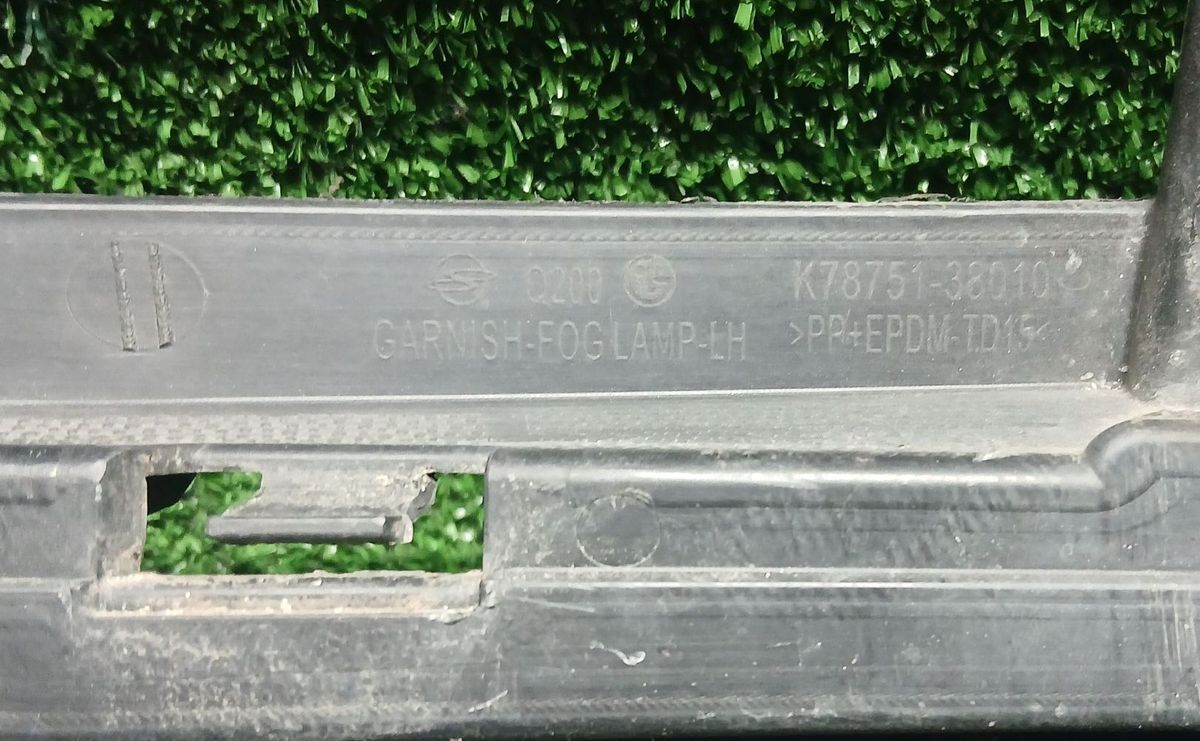 Q200 K78751-38010
GARNISH-FOG LAMP-LH >PP+EPDM-TD15<